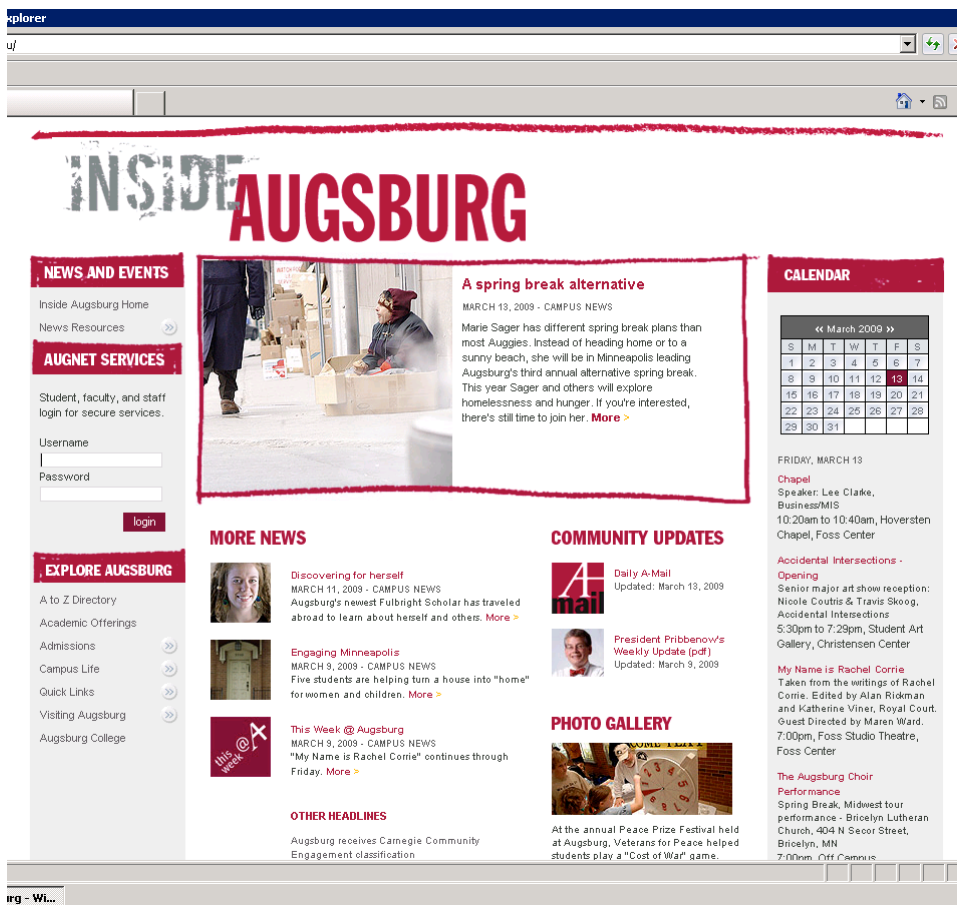 xplorer
u/
INSIDE AUGSBURG
NEWS AND EVENTS
Inside Augsburg Home
News Resources
AUGNET SERVICES
Student, faculty, and staff
login for secure services.
Username
Password
login
EXPLORE AUGSBURG
A to Z Directory
Academic Offerings
Admissions
Campus Life
Quick Links
Visiting Augsburg
Augsburg College
A spring break alternative
MARCH 13, 2009 - CAMPUS NEWS
Marie Sager has different spring break plans than
most Auggies. Instead of heading home or to a
sunny beach, she will be in Minneapolis leading
Augsburg's third annual alternative spring break.
This year Sager and others will explore
homelessness and hunger. If you're interested,
there's still time to join her. More >
MORE NEWS
Discovering for herself
MARCH 11, 2009 - CAMPUS NEWS
Augsburg's newest Fulbright Scholar has traveled
abroad to learn about herself and others. More >
Engaging Minneapolis
MARCH 9, 2009 - CAMPUS NEWS
Five students are helping turn a house into "home"
for women and children. More >
this
week @A
This Week @ Augsburg
MARCH 9, 2009 - CAMPUS NEWS
"My Name is Rachel Corrie" continues through
Friday. More >
OTHER HEADLINES
Augsburg receives Carnegie Community
Engagement classification
COMMUNITY UPDATES
A
mail
Daily A-Mail
Updated: March 13, 2009
President Pribbenow's
Weekly Update (pdf)
Updated: March 9, 2009
PHOTO GALLERY
COME PLAY
At the annual Peace Prize Festival held
at Augsburg, Veterans for Peace helped
students play a "Cost of War" game.
CALENDAR
‹‹ March 2009 ››
S M T W T F S
1 2 3 4 5 6 7
8 9 10 11 12 13 14
15 16 17 18 19 20 21
22 23 24 25 26 27 28
29 30 31
FRIDAY, MARCH 13
Chapel
Speaker: Lee Clarke,
Business/MIS
10:20am to 10:40am, Hoversten
Chapel, Foss Center
Accidental Intersections -
Opening
Senior major art show reception:
Nicole Coutris & Travis Skoog,
Accidental Intersections
5:30pm to 7:29pm, Student Art
Gallery, Christensen Center
My Name is Rachel Corrie
Taken from the writings of Rachel
Corrie. Edited by Alan Rickman
and Katherine Viner, Royal Court.
Guest Directed by Maren Ward.
7:00pm, Foss Studio Theatre,
Foss Center
The Augsburg Choir
Performance
Spring Break, Midwest tour
performance - Bricelyn Lutheran
Church, 404 N Secor Street,
Bricelyn, MN
7:00pm, Off Campus
urg - Wi...